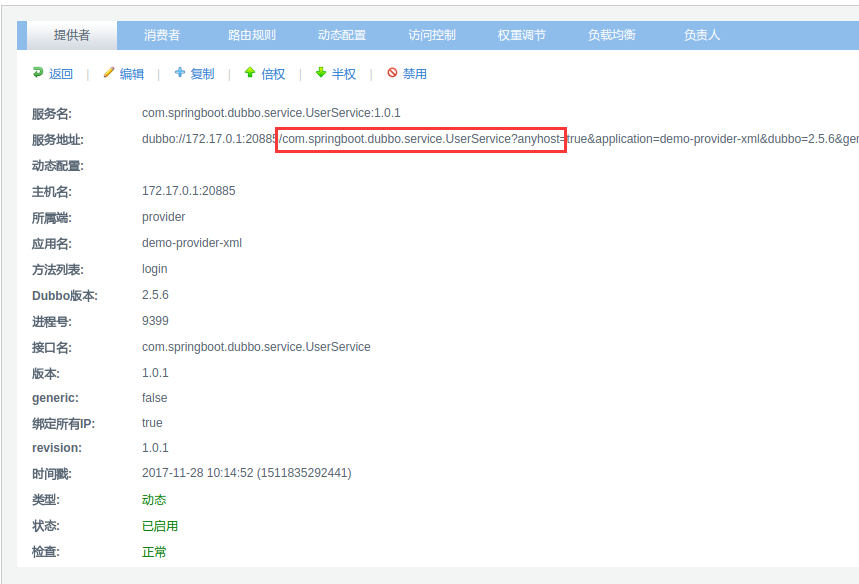 提供者 消费者 路由规则 动态配置 访问控制 权重调节 负载均衡 负责人
返回 | 编辑 | 复制 | 倍权 | 半权 | 禁用
服务名: com.springboot.dubbo.service.UserService:1.0.1
服务地址: dubbo://172.17.0.1:20885/com.springboot.dubbo.service.UserService?anyhost=true&application=demo-provider-xml&dubbo=2.5.6&ger
动态配置:
主机名: 172.17.0.1:20885
所属端: provider
应用名: demo-provider-xml
方法列表: login
Dubbo版本: 2.5.6
进程号: 9399
接口名: com.springboot.dubbo.service.UserService
版本: 1.0.1
generic: false
绑定所有IP: true
revision: 1.0.1
时间戳: 2017-11-28 10:14:52 (1511835292441)
类型: 动态
状态: 已启用
检查: 正常